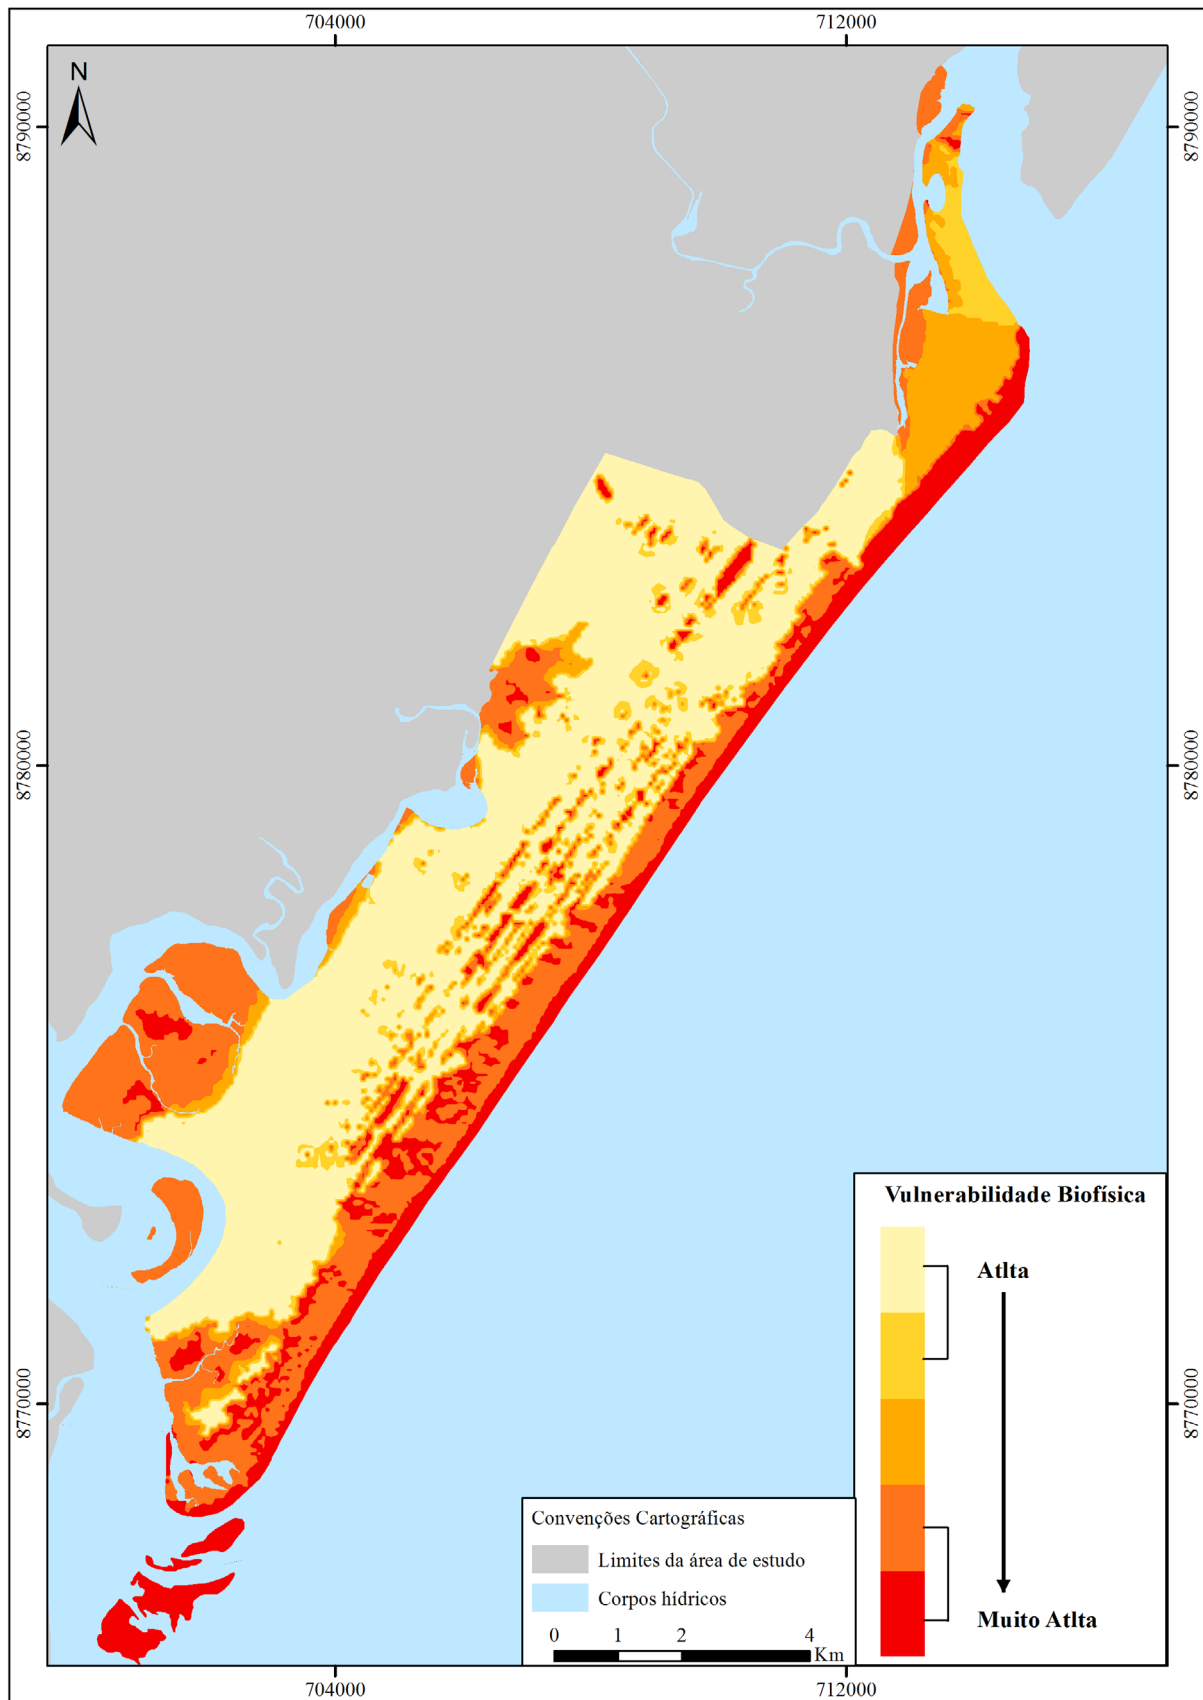 704000
712000
N
8790000
8790000
8780000
8780000
8770000
8770000
Vulnerabilidade Biofísica
Atlta
Muito Atlta
Convenções Cartográficas
Limites da área de estudo
Corpos hídricos
0 1 2 4
Km
704000
712000